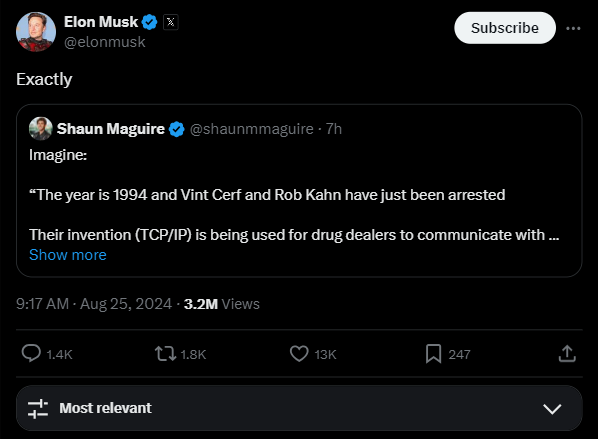 Elon Musk X
@elonmusk
Subscribe
Exactly
Shaun Maguire @shaunmmaguire · 7h
Imagine:
“The year is 1994 and Vint Cerf and Rob Kahn have just been arrested
Their invention (TCP/IP) is being used for drug dealers to communicate with ...
Show more
9:17 AM · Aug 25, 2024 · 3.2M Views
1.4K 1.8K 13K 247
Most relevant